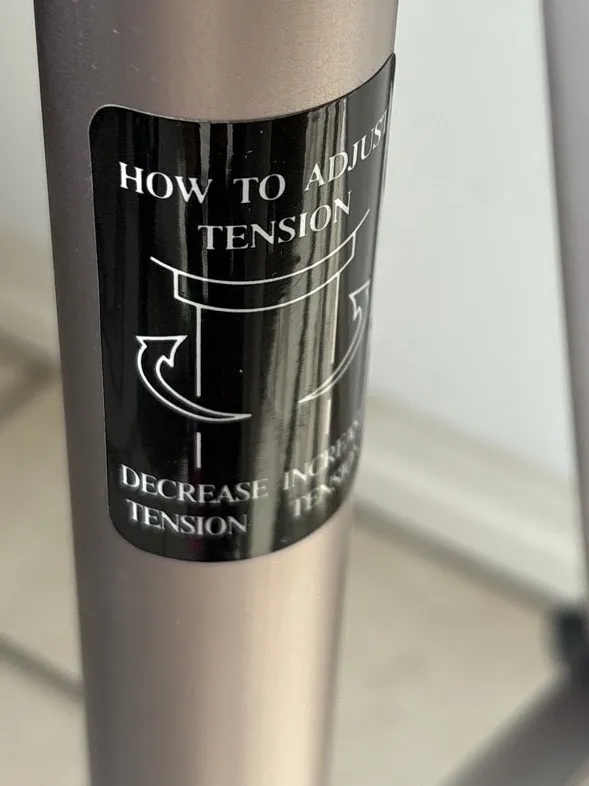 HOW TO ADJUST
TENSION
DECREASE
TENSION
INCREASE
TENSION